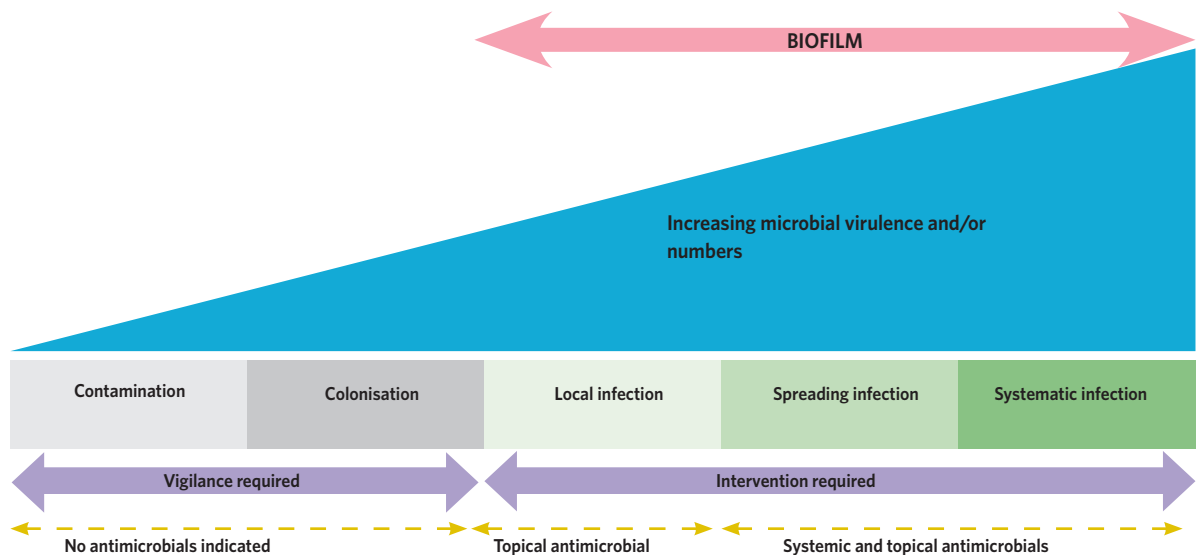 BIOFILM
Increasing microbial virulence and/or
numbers
Contamination
Colonisation
Local infection
Spreading infection
Systematic infection
Vigilance required
Intervention required
No antimicrobials indicated
Topical antimicrobial
Systemic and topical antimicrobials